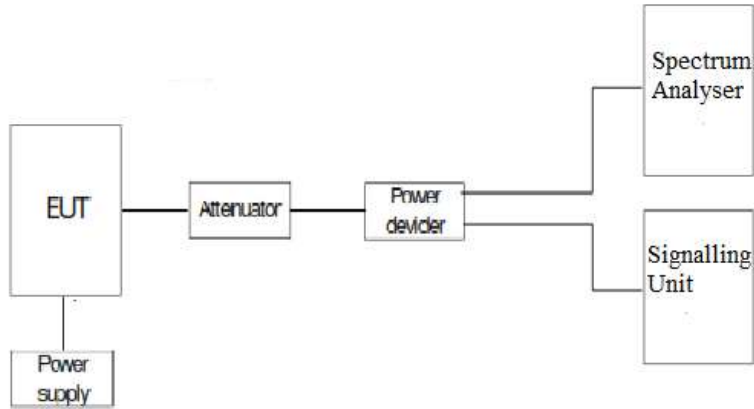 Spectrum
Analyser
EUT
Attenuator
Power
devider
Signalling
Unit
Power
supply